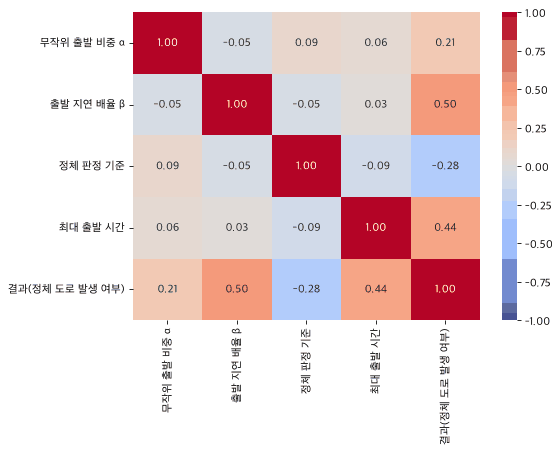 무작위 출발 비중 α 1.00 -0.05 0.09 0.06 0.21
출발 지연 배율 β -0.05 1.00 -0.05 0.03 0.50
정체 판정 기준 0.09 -0.05 1.00 -0.09 -0.28
최대 출발 시간 0.06 0.03 -0.09 1.00 0.44
결과(정체 도로 발생 여부) 0.21 0.50 -0.28 0.44 1.00
무작위 출발 비중 α
출발 지연 배율 β
정체 판정 기준
최대 출발 시간
결과(정체 도로 발생 여부)
1.00
0.75
0.50
0.25
0.00
-0.25
-0.50
-0.75
-1.00